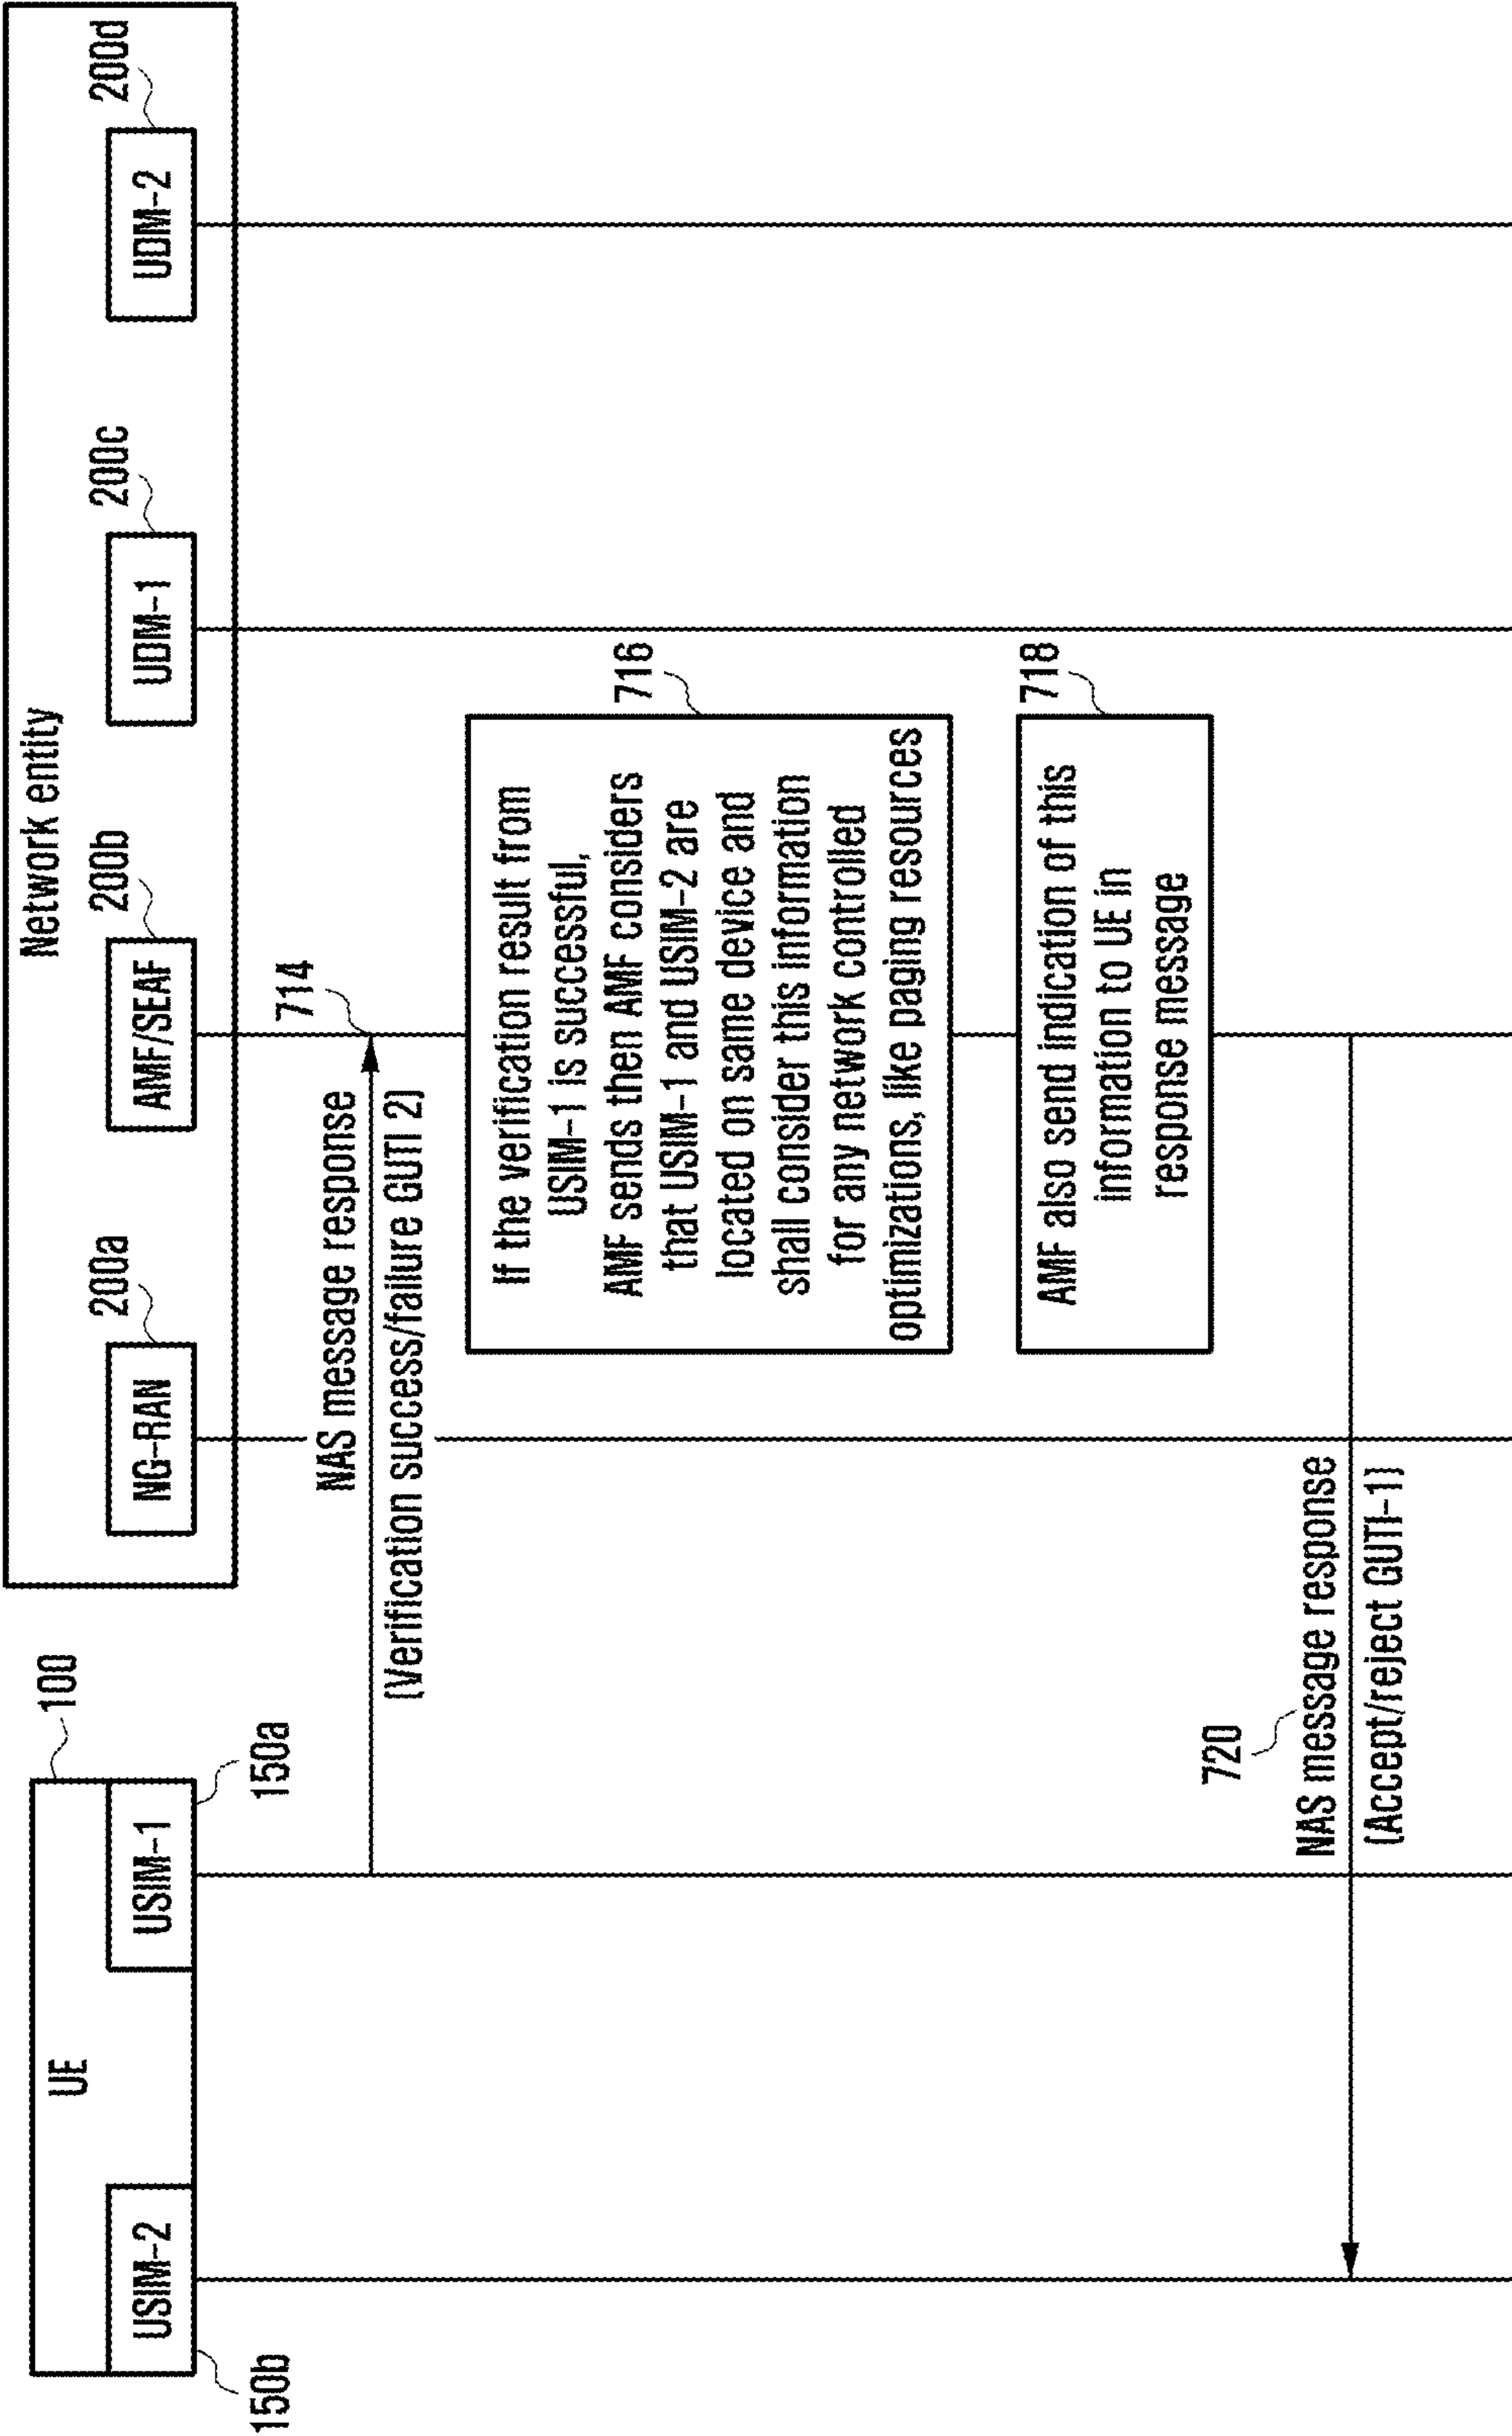 UE
100
USIM-2
USIM-1
150b
150a
Network entity
200a
200b
200c
200d
NG-RAN
AMF/SEAF
UDM-1
UDM-2
714
NAS message response
(Verification success/failure GUTI 2)
716
If the verification result from
USIM-1 is successful,
AMF sends then AMF considers
that USIM-1 and USIM-2 are
located on same device and
shall consider this information
for any network controlled
optimizations, like paging resources
718
AMF also send indication of this
information to UE in
response message
720
NAS message response
(Accept/reject GUTI-1)